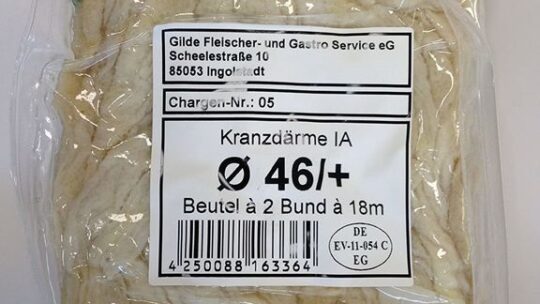 Gilde Fleischer- und Gastro Service eG
Scheelestraße 10
85053 Ingolstadt
Chargen-Nr.: 05
Kranzdärme IA
Ø 46/+
Beutel à 2 Bund à 18m
4 250088 163364
DE
EV-11-054 C
EG